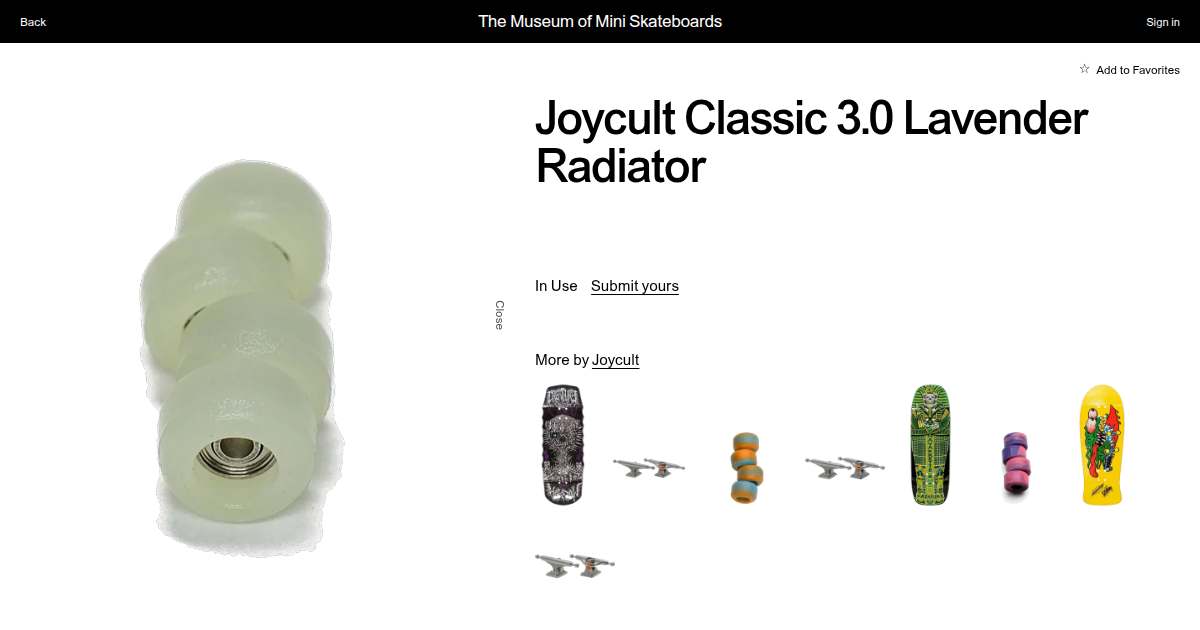 Back
The Museum of Mini Skateboards
Sign in
☆ Add to Favorites
Joycult Classic 3.0 Lavender
Radiator
In Use Submit yours
Close
More by Joycult